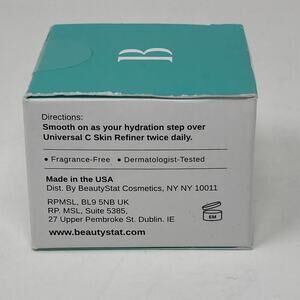 B
Directions:
Smooth on as your hydration step over
Universal C Skin Refiner twice daily.
• Fragrance-Free • Dermatologist-Tested
Made in the USA
Dist. By BeautyStat Cosmetics, NY NY 10011
RPMSL, BL9 5NB UK
RP. MSL, Suite 5385,
27 Upper Pembroke St. Dublin. IE
www.beautystat.com